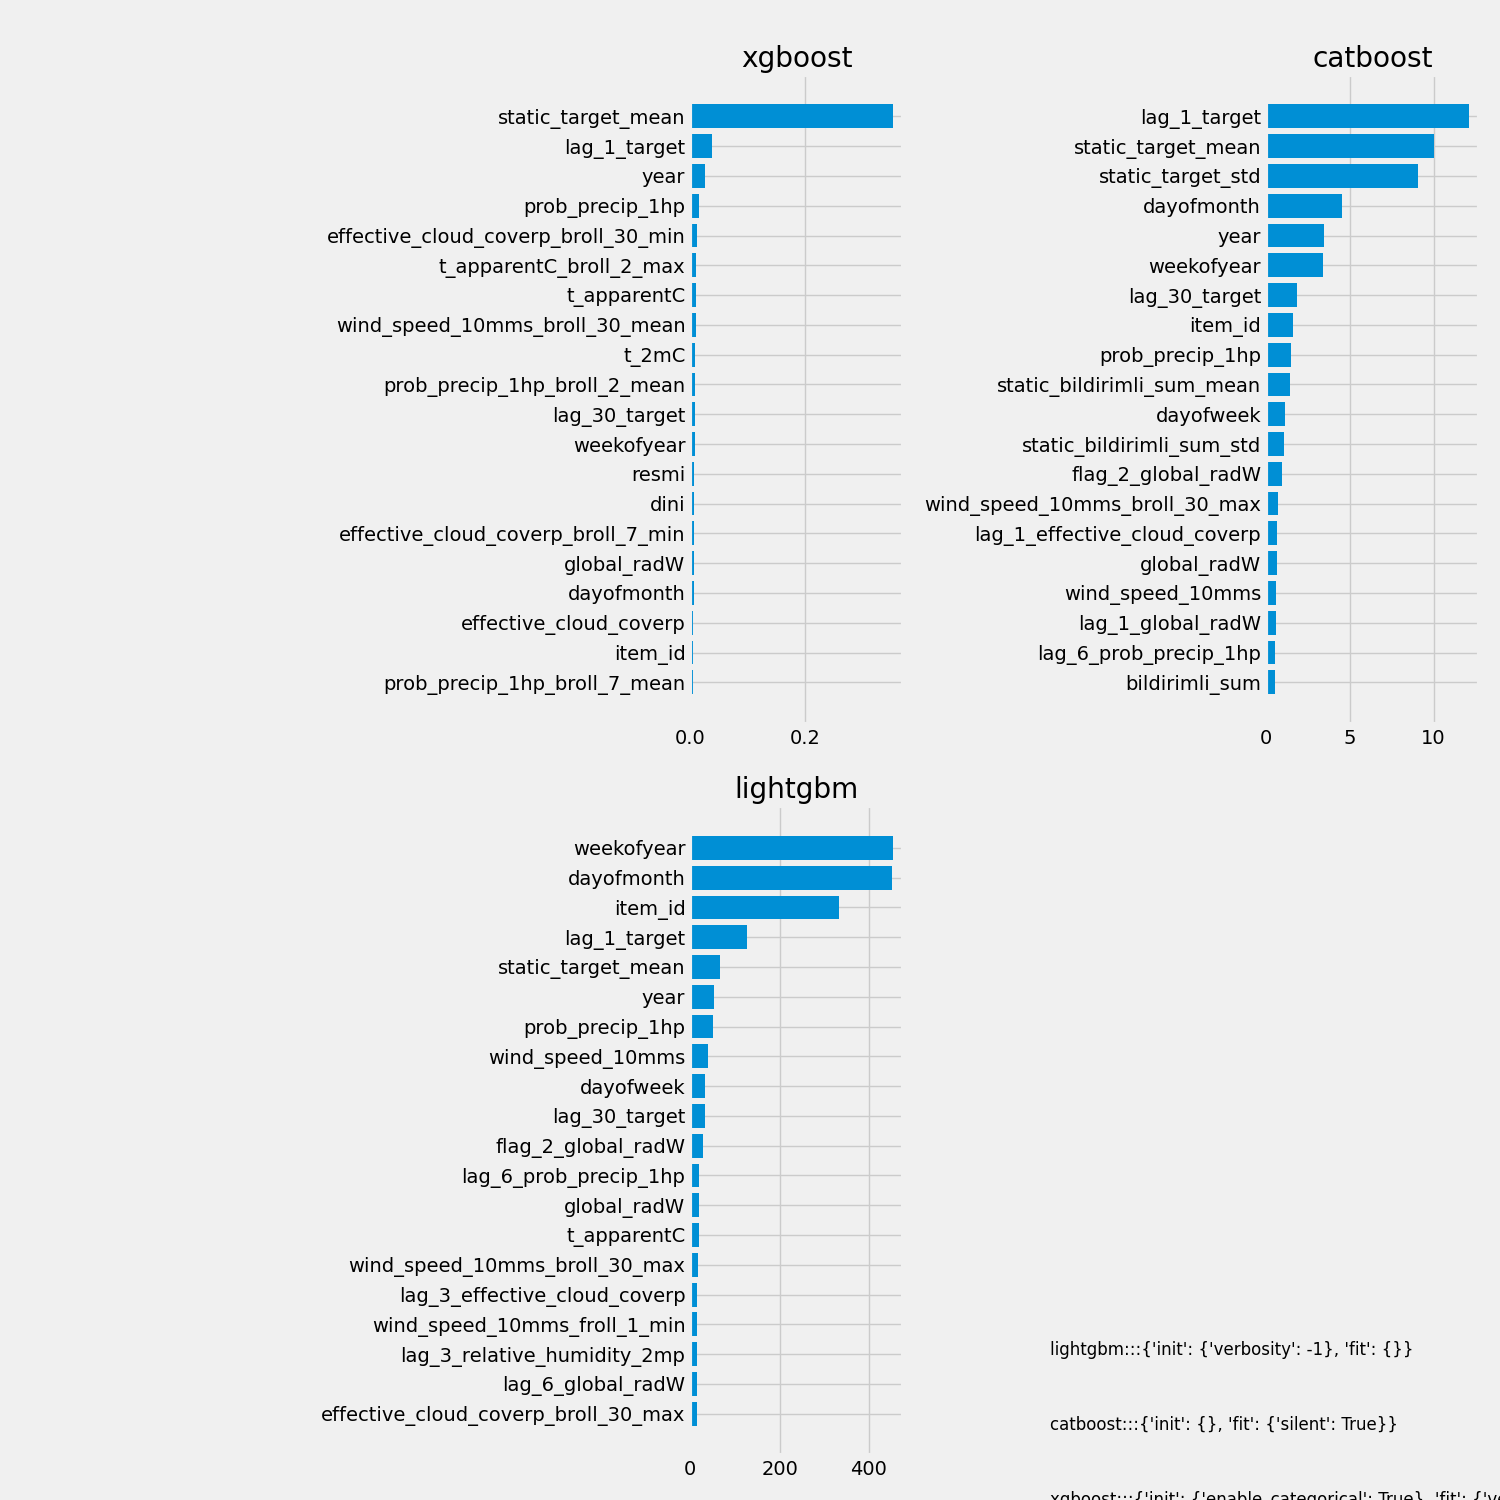 xgboost
static_target_mean
lag_1_target
year
prob_precip_1hp
effective_cloud_coverp_broll_30_min
t_apparentC_broll_2_max
t_apparentC
wind_speed_10mms_broll_30_mean
t_2mC
prob_precip_1hp_broll_2_mean
lag_30_target
weekofyear
resmi
dini
effective_cloud_coverp_broll_7_min
global_radW
dayofmonth
effective_cloud_coverp
item_id
prob_precip_1hp_broll_7_mean
0.0 0.2
catboost
lag_1_target
static_target_mean
static_target_std
dayofmonth
year
weekofyear
lag_30_target
item_id
prob_precip_1hp
static_bildirimli_sum_mean
dayofweek
static_bildirimli_sum_std
flag_2_global_radW
wind_speed_10mms_broll_30_max
lag_1_effective_cloud_coverp
global_radW
wind_speed_10mms
lag_1_global_radW
lag_6_prob_precip_1hp
bildirimli_sum
0 5 10
lightgbm
weekofyear
dayofmonth
item_id
lag_1_target
static_target_mean
year
prob_precip_1hp
wind_speed_10mms
dayofweek
lag_30_target
flag_2_global_radW
lag_6_prob_precip_1hp
global_radW
t_apparentC
wind_speed_10mms_broll_30_max
lag_3_effective_cloud_coverp
wind_speed_10mms_froll_1_min
lag_3_relative_humidity_2mp
lag_6_global_radW
effective_cloud_coverp_broll_30_max
0 200 400
lightgbm:::{'init': {'verbosity': -1}, 'fit': {}}
catboost:::{'init': {}, 'fit': {'silent': True}}
xgboost:::{'init': {'enable_categorical': True}, 'fit':